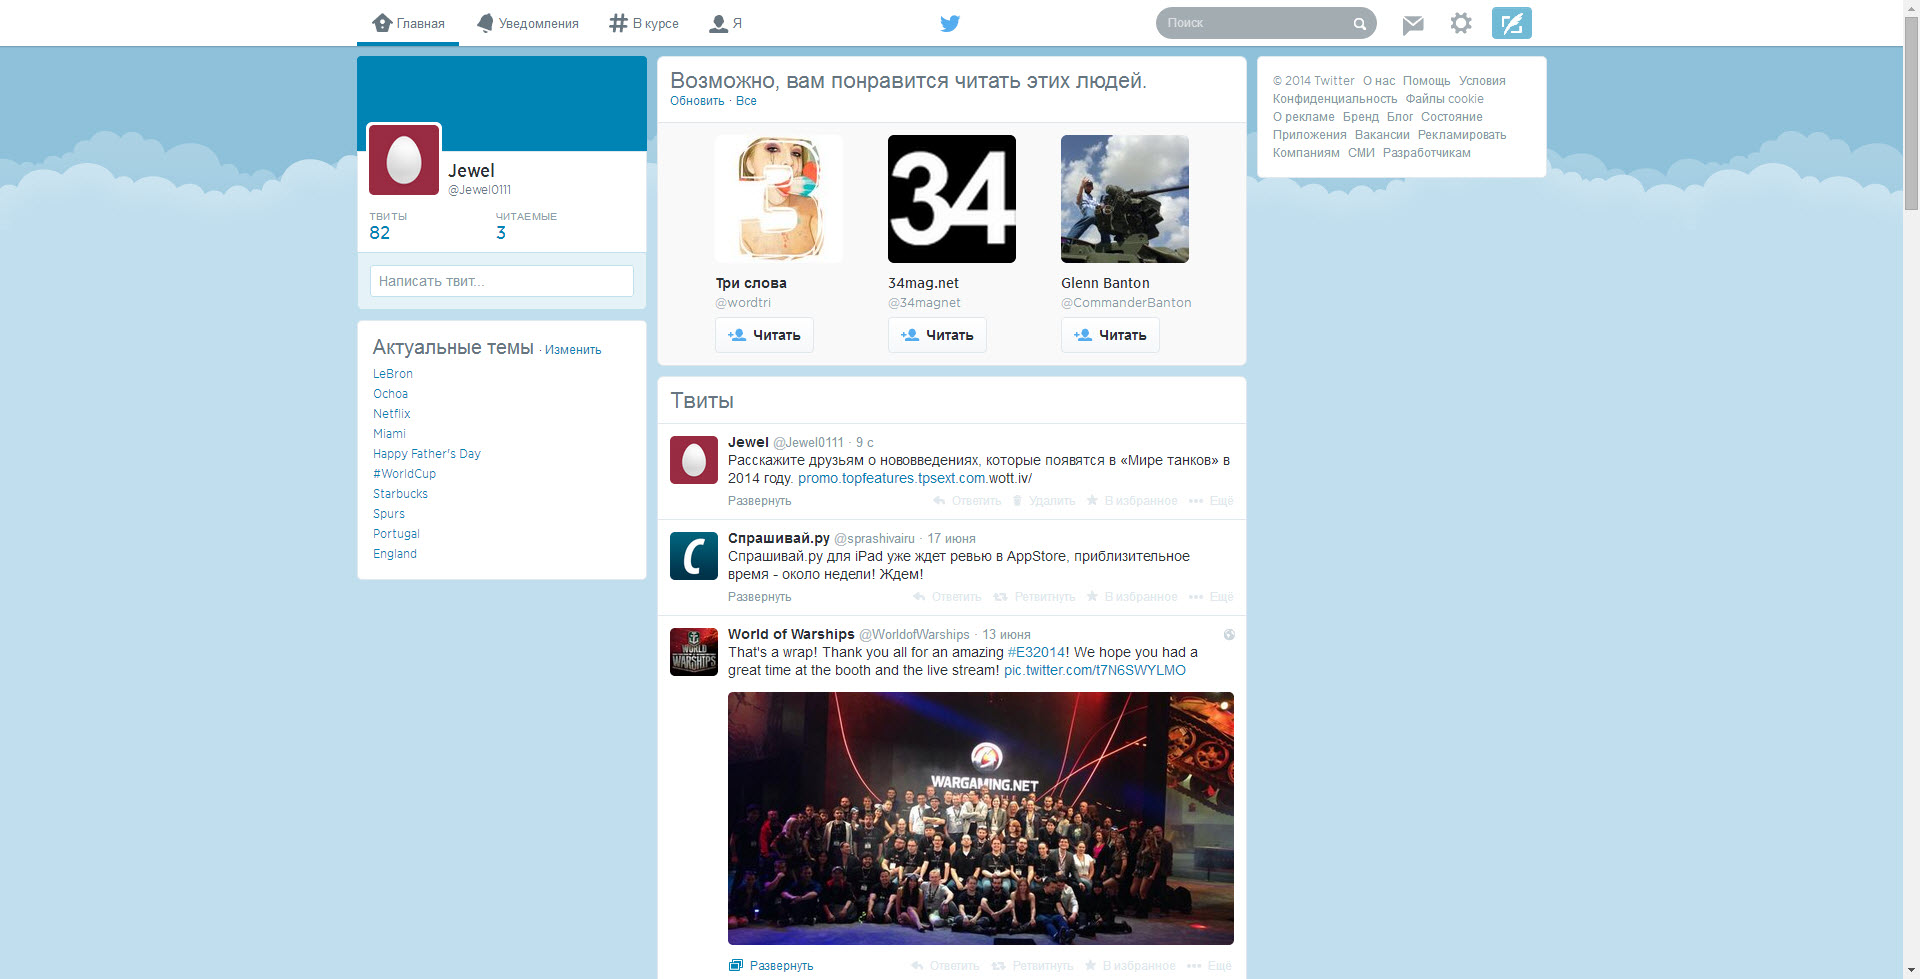 Главная
Уведомления
В курсе
Я
Поиск
Jewel
@Jewel0111
ТВИТЫ
82
ЧИТАЕМЫЕ
3
Написать твит...
Актуальные темы · Изменить
LeBron
Ochoa
Netflix
Miami
Happy Father's Day
#WorldCup
Starbucks
Spurs
Portugal
England
Возможно, вам понравится читать этих людей.
Обновить · Все
3
Три слова
@wordtri
Читать
34
34mag.net
@34magnet
Читать
Glenn Banton
@CommanderBanton
Читать
Твиты
Jewel @Jewel0111 · 9 с
Расскажите друзьям о нововведениях, которые появятся в «Мире танков» в
2014 году. promo.topfeatures.tpsext.com.wott.iv/
Развернуть
Ответить Удалить В избранное Ещё
Спрашивай.ру @sprashivairu · 17 июня
Спрашивай.ру для iPad уже ждет ревью в AppStore, приблизительное
время - около недели! Ждем!
Развернуть
Ответить Ретвитнуть В избранное Ещё
WORLD OF
WARSHIPS
World of Warships @WorldofWarships · 13 июня
That's a wrap! Thank you all for an amazing #E32014! We hope you had a
great time at the booth and the live stream! pic.twitter.com/t7N6SWYLMO
WARGAMING.NET
Развернуть
Ответить Ретвитнуть В избранное Ещё
© 2014 Twitter О нас Помощь Условия
Конфиденциальность Файлы cookie
О рекламе Бренд Блог Состояние
Приложения Вакансии Рекламировать
Компаниям СМИ Разработчикам